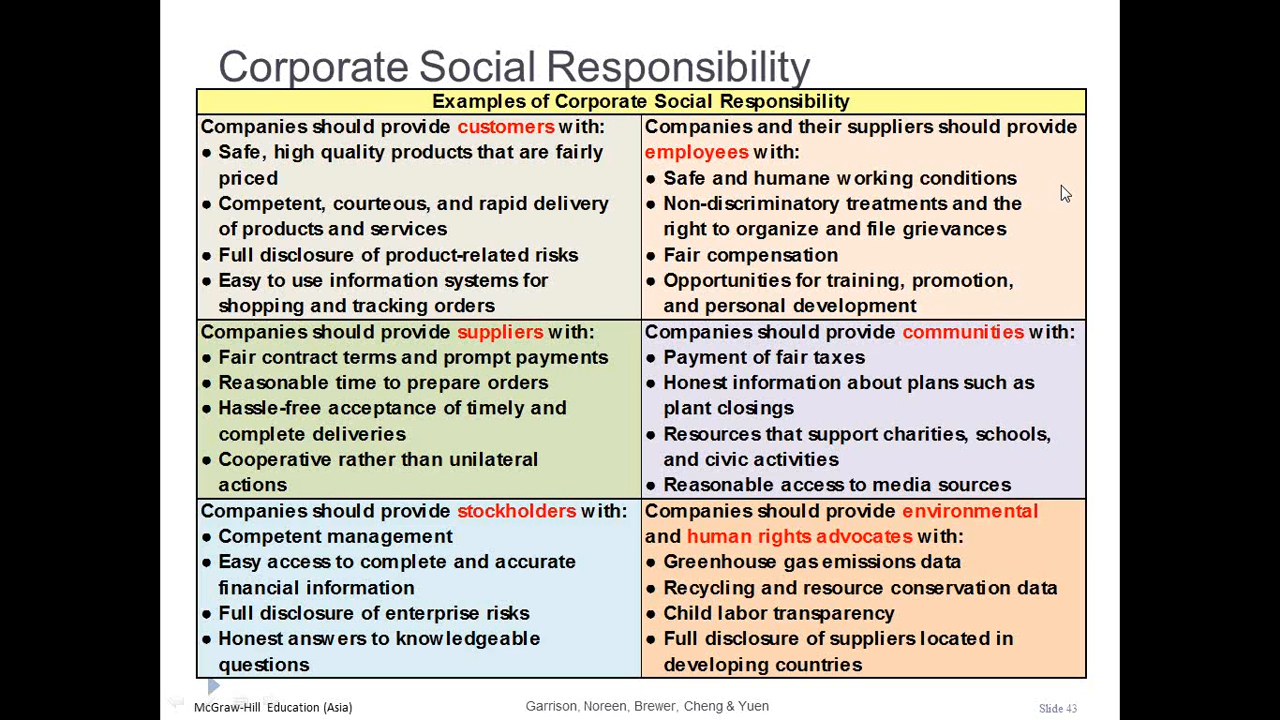 Corporate Social Responsibility
Examples of Corporate Social Responsibility
Companies should provide customers with:
● Safe, high quality products that are fairly
priced
● Competent, courteous, and rapid delivery
of products and services
● Full disclosure of product-related risks
● Easy to use information systems for
shopping and tracking orders
Companies and their suppliers should provide
employees with:
● Safe and humane working conditions
● Non-discriminatory treatments and the
right to organize and file grievances
● Fair compensation
● Opportunities for training, promotion,
and personal development
Companies should provide suppliers with:
● Fair contract terms and prompt payments
● Reasonable time to prepare orders
● Hassle-free acceptance of timely and
complete deliveries
● Cooperative rather than unilateral
actions
Companies should provide communities with:
● Payment of fair taxes
● Honest information about plans such as
plant closings
● Resources that support charities, schools,
and civic activities
● Reasonable access to media sources
Companies should provide stockholders with:
● Competent management
● Easy access to complete and accurate
financial information
● Full disclosure of enterprise risks
● Honest answers to knowledgeable
questions
Companies should provide environmental
and human rights advocates with:
● Greenhouse gas emissions data
● Recycling and resource conservation data
● Child labor transparency
● Full disclosure of suppliers located in
developing countries
McGraw-Hill Education (Asia)
Garrison, Noreen, Brewer, Cheng & Yuen
Slide 43